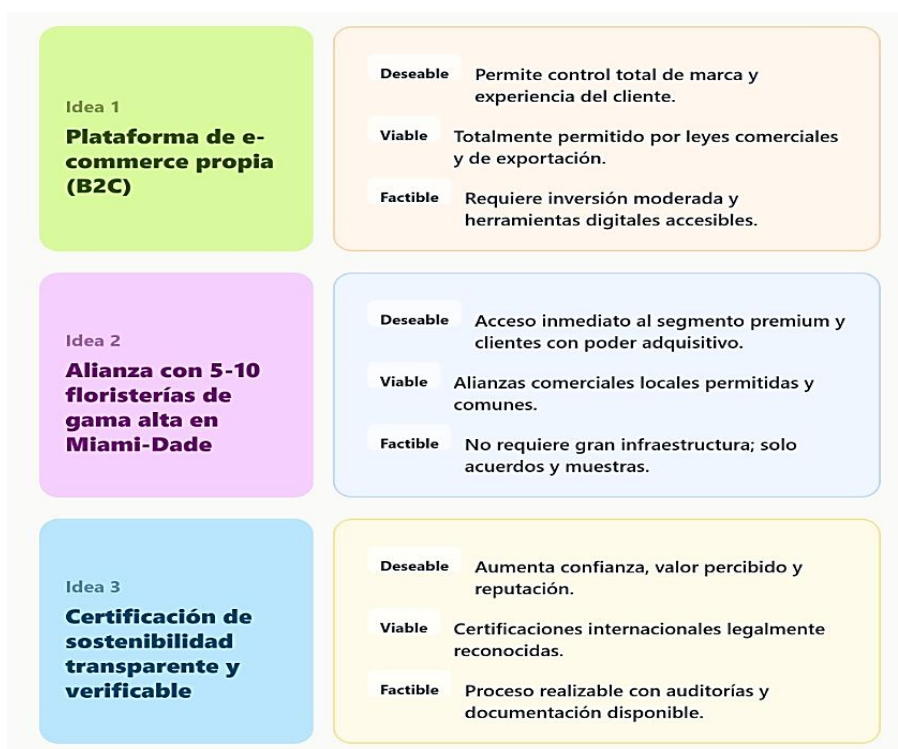 Idea 1
Plataforma de e-
commerce propia
(B2C)
Deseable Permite control total de marca y
experiencia del cliente.
Viable Totalmente permitido por leyes comerciales
y de exportación.
Factible Requiere inversión moderada y
herramientas digitales accesibles.
Idea 2
Alianza con 5-10
floristerías de
gama alta en
Miami-Dade
Deseable Acceso inmediato al segmento premium y
clientes con poder adquisitivo.
Viable Alianzas comerciales locales permitidas y
comunes.
Factible No requiere gran infraestructura; solo
acuerdos y muestras.
Idea 3
Certificación de
sostenibilidad
transparente y
verificable
Deseable Aumenta confianza, valor percibido y
reputación.
Viable Certificaciones internacionales legalmente
reconocidas.
Factible Proceso realizable con auditorías y
documentación disponible.